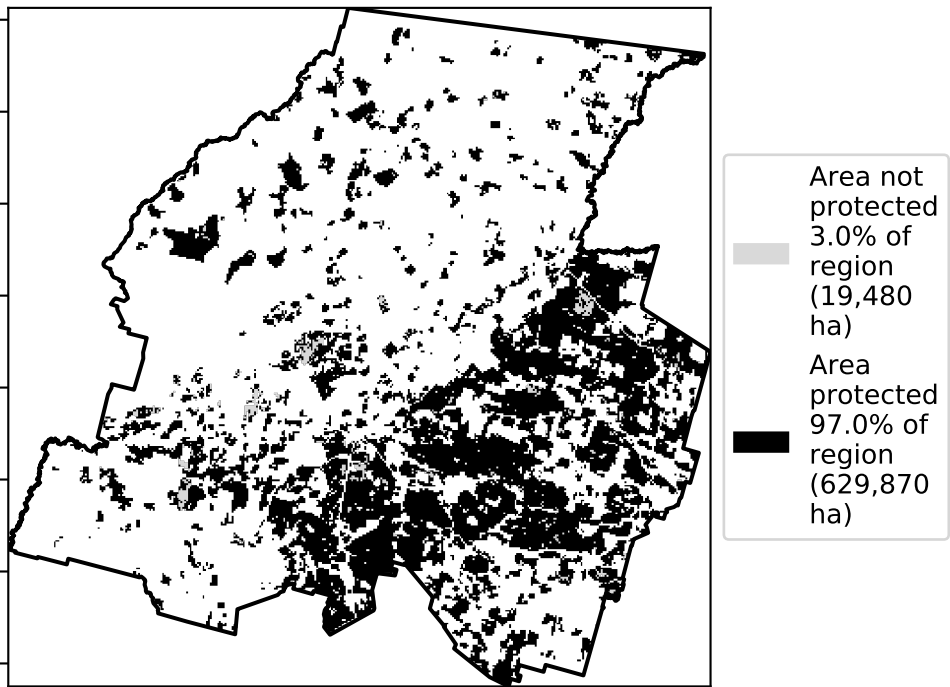 Area not
protected
3.0% of
region
(19,480
ha)
Area
protected
97.0% of
region
(629,870
ha)